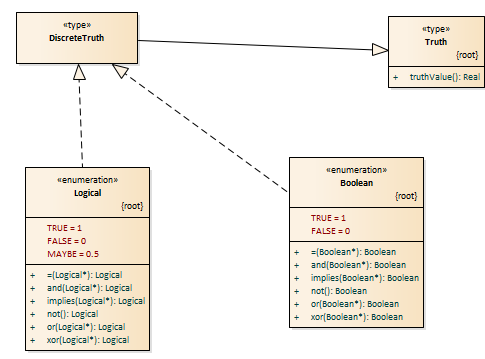 «type»
DiscreteTruth
«type»
Truth
{root}
+ truthValue(): Real
«enumeration»
Logical
{root}
TRUE = 1
FALSE = 0
MAYBE = 0.5
+ =(Logical*): Logical
+ and(Logical*): Logical
+ implies(Logical*): Logical
+ not(): Logical
+ or(Logical*): Logical
+ xor(Logical*): Logical
«enumeration»
Boolean
{root}
TRUE = 1
FALSE = 0
+ =(Boolean*): Boolean
+ and(Boolean*): Boolean
+ implies(Boolean*): Boolean
+ not(): Boolean
+ or(Boolean*): Boolean
+ xor(Boolean*): Boolean